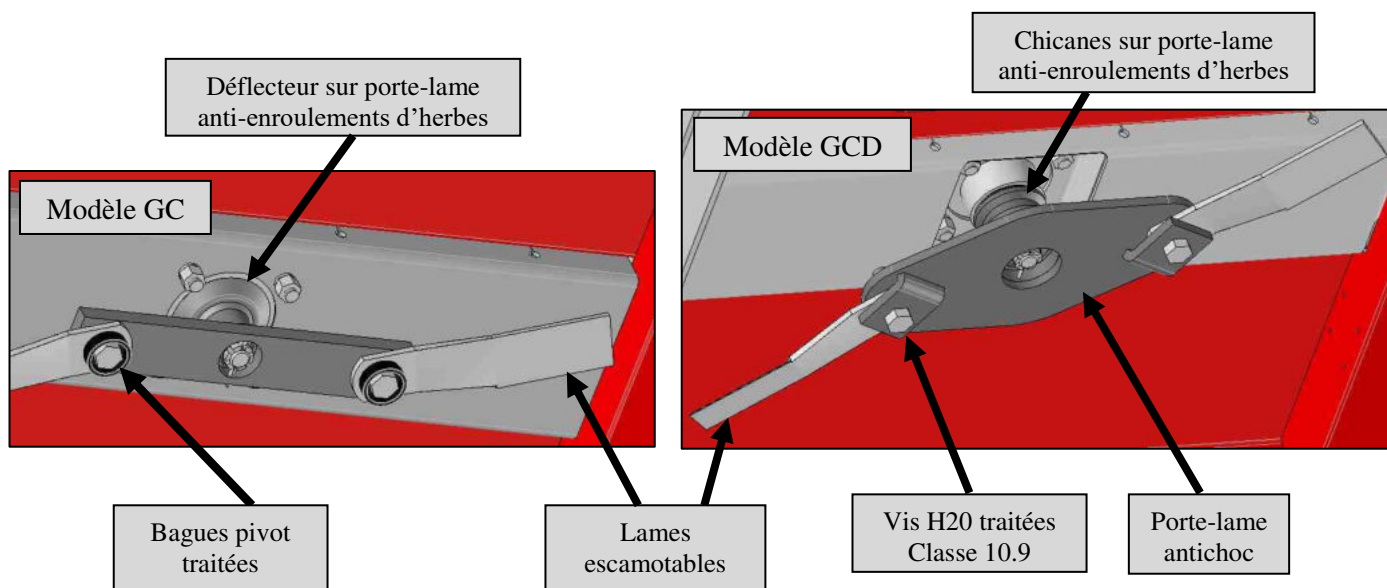 Déflecteur sur porte-lame
anti-enroulements d’herbes
Chicanes sur porte-lame
anti-enroulements d’herbes
Modèle GC
Modèle GCD
Bagues pivot
traitées
Lames
escamotables
Vis H20 traitées
Classe 10.9
Porte-lame
antichoc